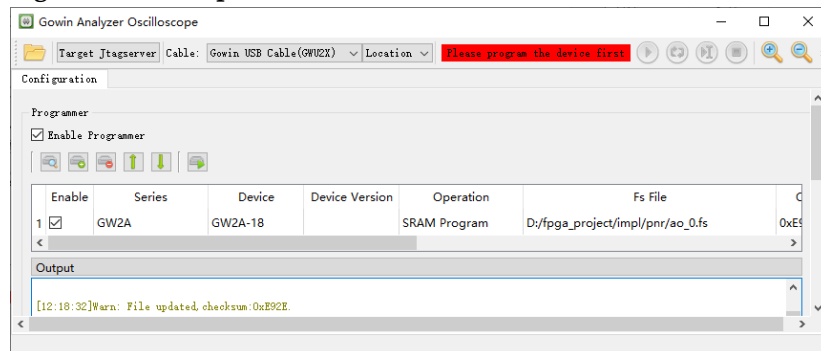 Gowin Analyzer Oscilloscope
Target Jtagserver Cable: Gowin USB Cable(GWU2X) Location Please program the device first
Configuration
Programmer
Enable Programmer
Enable Series Device Device Version Operation Fs File
1 GW2A GW2A-18 SRAM Program D:/fpga_project/impl/pnr/ao_0.fs
Output
[12:18:32]Warn: File updated,checksum:0xE92E.